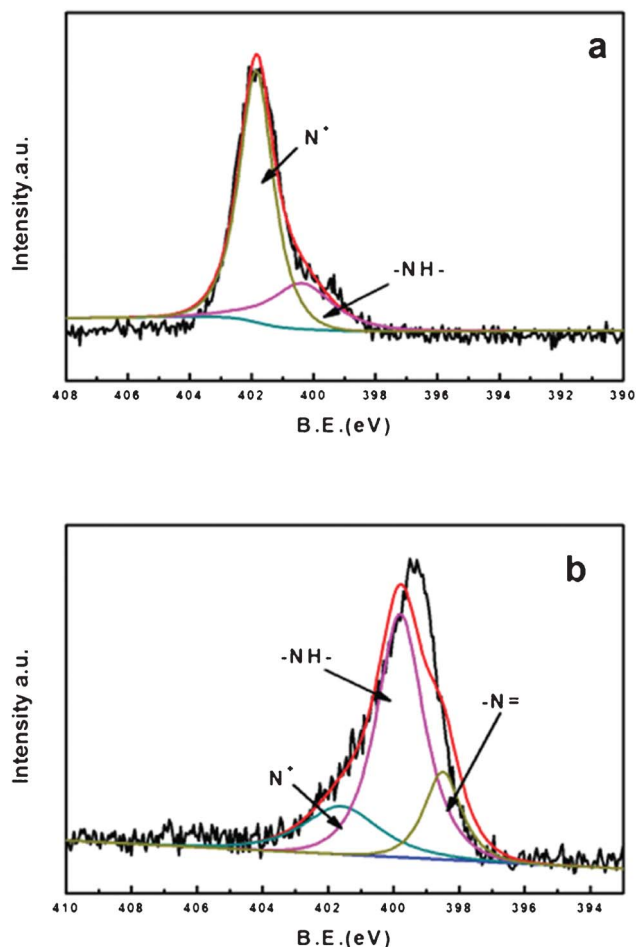 a
N+
-NH-
Intensity.a.u.
408 406 404 402 400 398 396 394 392 390
B.E.(eV)
b
-NH-
-N=
N+
Intensity a.u.
410 408 406 404 402 400 398 396 394
B.E.(eV)